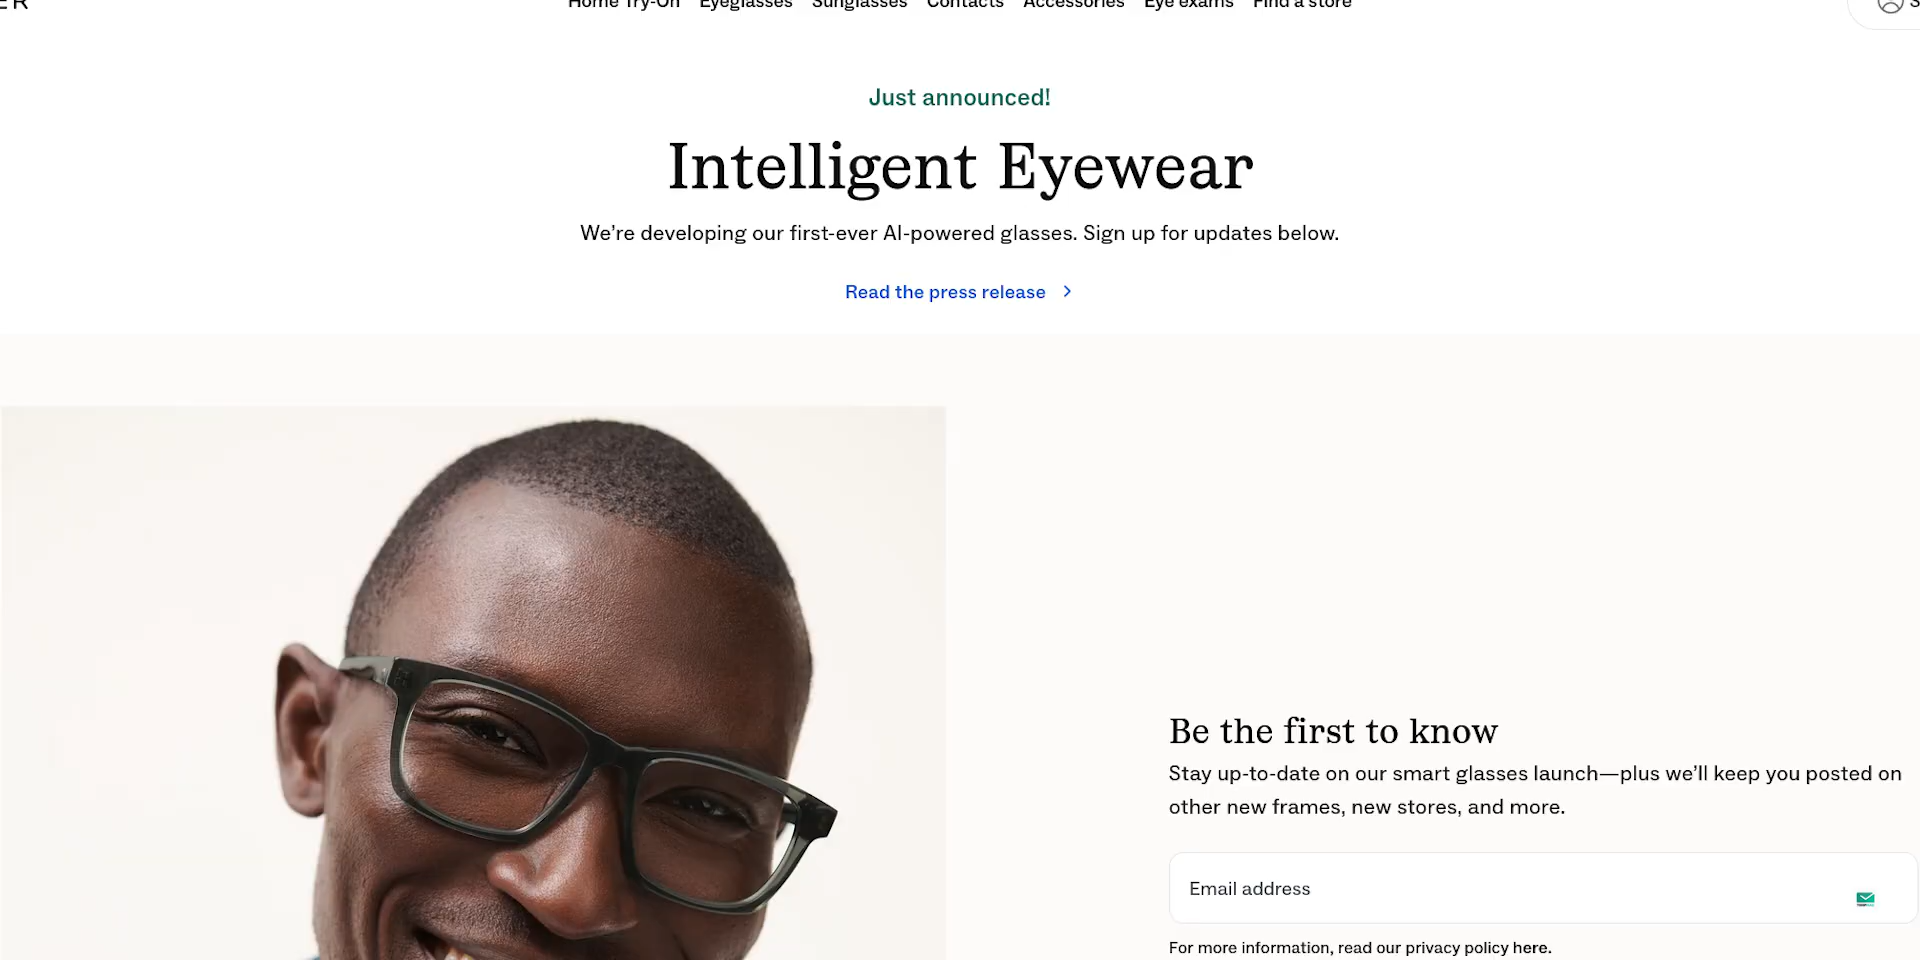 Home Try-On Eyeglasses Sunglasses Contacts Accessories Eye exams Find a store
Just announced!
Intelligent Eyewear
We’re developing our first-ever AI-powered glasses. Sign up for updates below.
Read the press release
Be the first to know
Stay up-to-date on our smart glasses launch—plus we’ll keep you posted on
other new frames, new stores, and more.
Email address
For more information, read our privacy policy here.